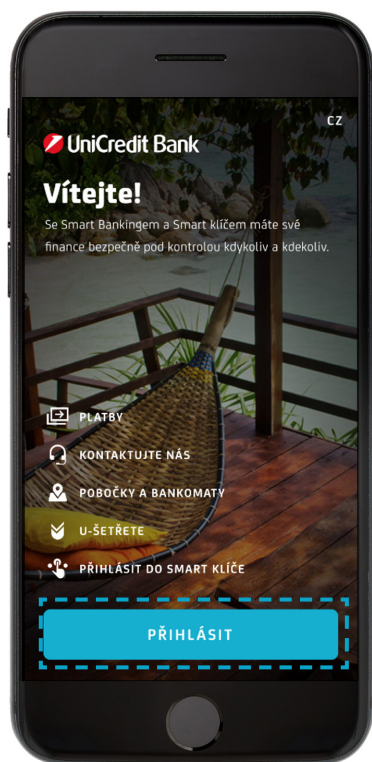 CZ
UniCredit Bank
Vítejte!
Se Smart Bankingem a Smart klíčem máte své
finance bezpečně pod kontrolou kdykoliv a kdekoliv.
PLATBY
KONTAKTUJTE NÁS
POBOČKY A BANKOMATY
U-ŠETŘETE
PŘIHLÁSIT DO SMART KLÍČE
PŘIHLÁSIT